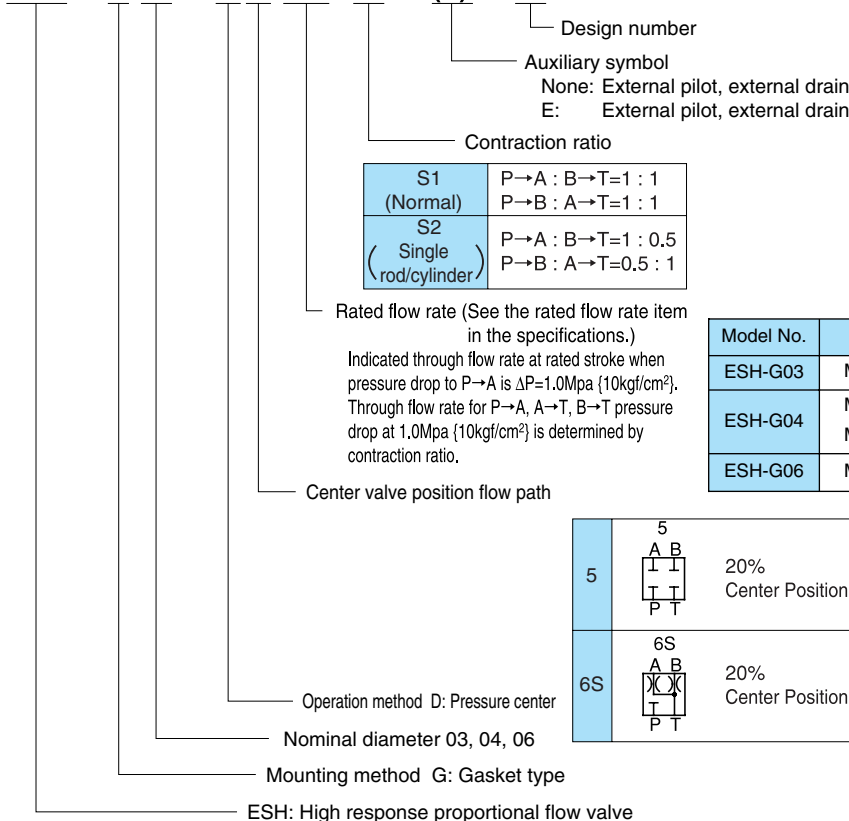 Design number
Auxiliary symbol
None: External pilot, external drain
E: External pilot, external drain
Contraction ratio
S1
(Normal)
P→A : B→T=1 : 1
P→B : A→T=1 : 1
S2
(Single
rod/cylinder)
P→A : B→T=1 : 0.5
P→B : A→T=0.5 : 1
Rated flow rate (See the rated flow rate item
in the specifications.)
Indicated through flow rate at rated stroke when
pressure drop to P→A is ΔP=1.0Mpa {10kgf/cm²}.
Through flow rate for P→A, A→T, B→T pressure
drop at 1.0Mpa {10kgf/cm²} is determined by
contraction ratio.
Model No.
ESH-G03
ESH-G04
ESH-G06
Center valve position flow path
5
5
A B
P T
20%
Center Position
6S
6S
A B
P T
20%
Center Position
Operation method D: Pressure center
Nominal diameter 03, 04, 06
Mounting method G: Gasket type
ESH: High response proportional flow valve